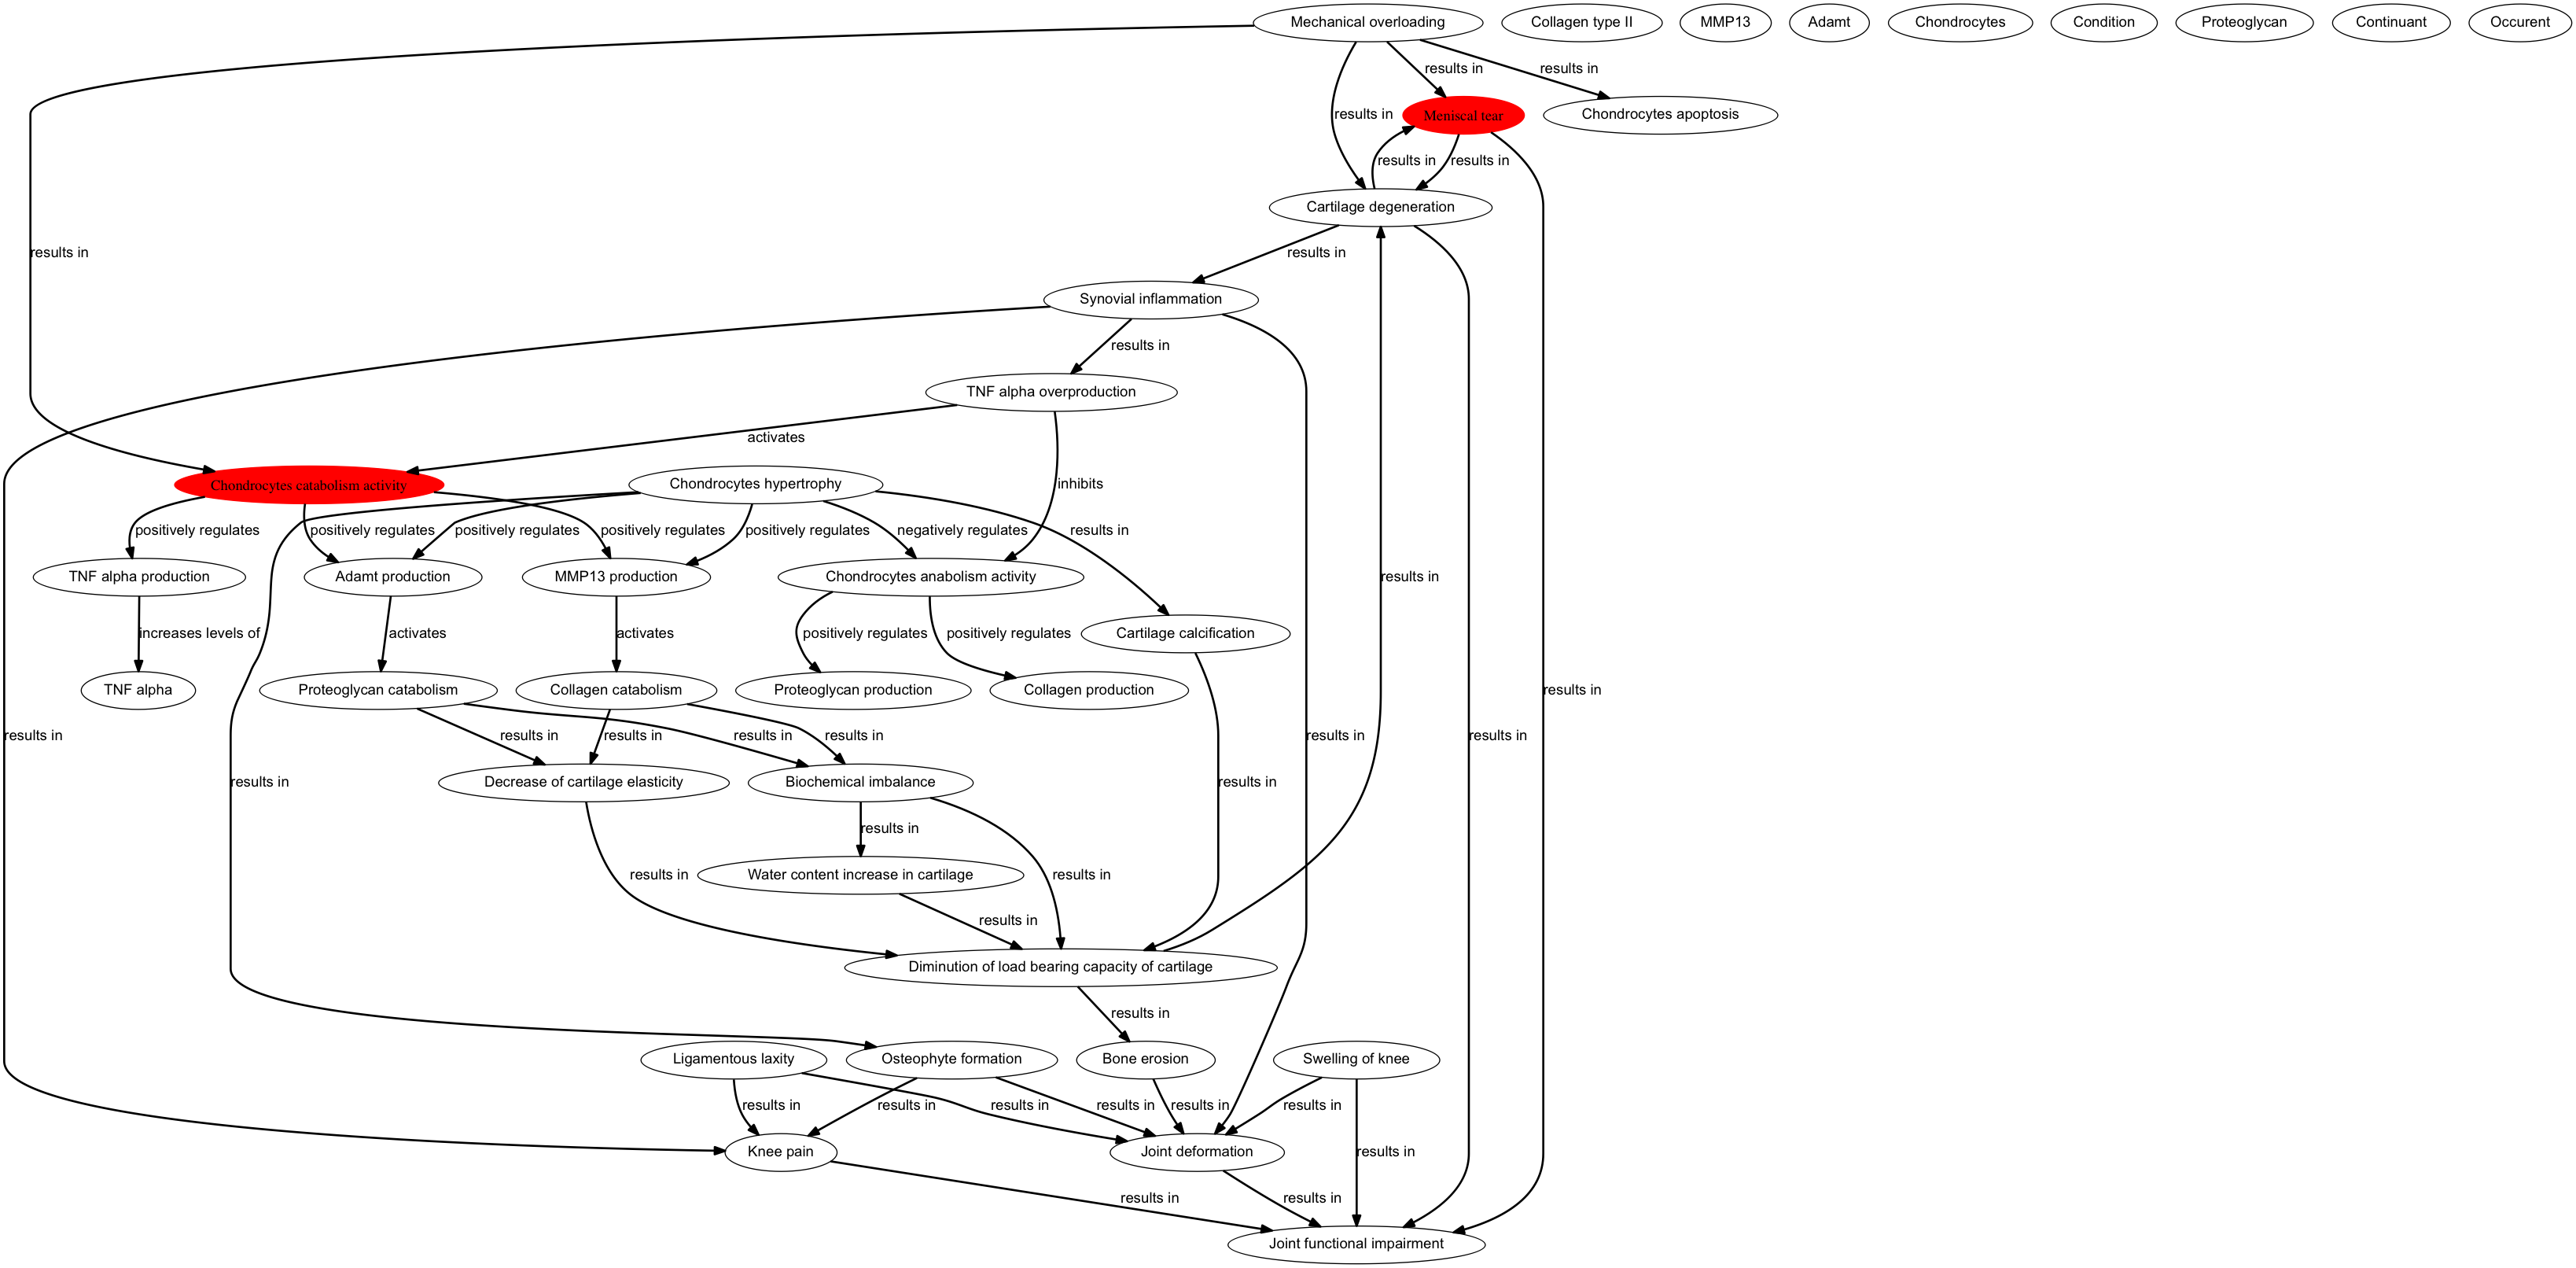 Mechanical overloading
Collagen type II
MMP13
Adamt
Chondrocytes
Condition
Proteoglycan
Continuant
Occurent
results in
results in
Meniscal tear
Chondrocytes apoptosis
results in
results in
results in
Cartilage degeneration
results in
results in
Synovial inflammation
results in
TNF alpha overproduction
activates
Chondrocytes catabolism activity
Chondrocytes hypertrophy
inhibits
positively regulates
positively regulates
positively regulates
positively regulates
positively regulates
negatively regulates
results in
TNF alpha production
Adamt production
MMP13 production
Chondrocytes anabolism activity
results in
increases levels of
activates
activates
positively regulates
positively regulates
Cartilage calcification
TNF alpha
Proteoglycan catabolism
Collagen catabolism
Proteoglycan production
Collagen production
results in
results in
results in
results in
results in
results in
results in
results in
results in
Decrease of cartilage elasticity
Biochemical imbalance
results in
results in
Water content increase in cartilage
results in
results in
results in
results in
Diminution of load bearing capacity of cartilage
results in
Ligamentous laxity
Osteophyte formation
Bone erosion
Swelling of knee
results in
results in
results in
results in
results in
results in
results in
Knee pain
Joint deformation
results in
results in
Joint functional impairment